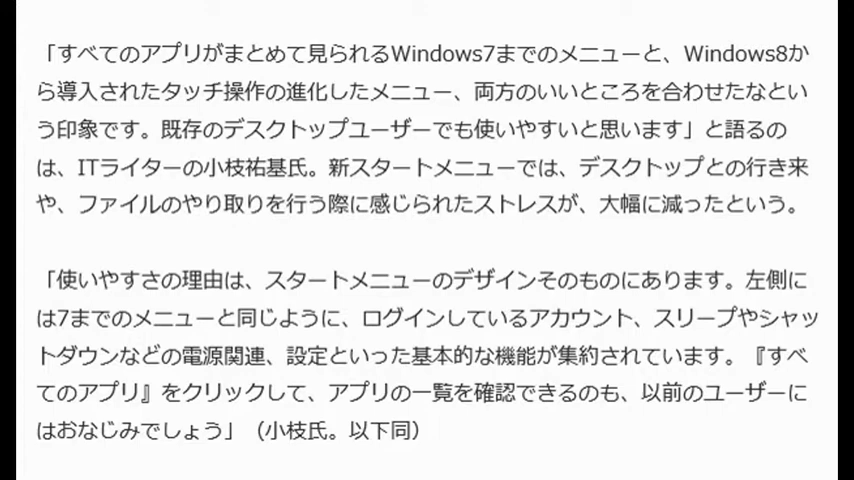 「すべてのアプリがまとめて見られるWindows7までのメニューと、Windows8か
ら導入されたタッチ操作の進化したメニュー、両方のいいところを合わせたなとい
う印象です。既存のデスクトップユーザーでも使いやすいと思います」と語るの
は、ITライターの小枝祐基氏。新スタートメニューでは、デスクトップとの行き来
や、ファイルのやり取りを行う際に感じられたストレスが、大幅に減ったという。
「使いやすさの理由は、スタートメニューのデザインそのものにあります。左側に
は7までのメニューと同じように、ログインしているアカウント、スリープやシャッ
トダウンなどの電源関連、設定といった基本的な機能が集約されています。『すべ
てのアプリ』をクリックして、アプリの一覧を確認できるのも、以前のユーザーに
はおなじみでしょう」（小枝氏。以下同）